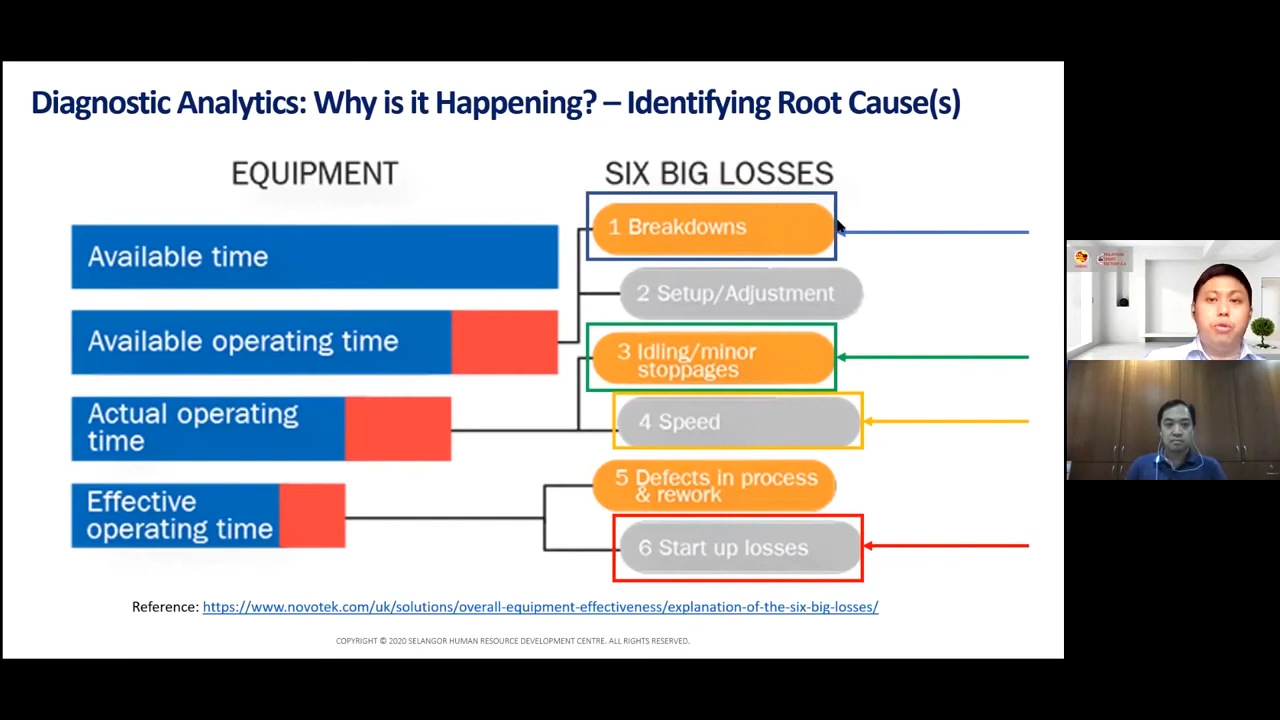 Diagnostic Analytics: Why is it Happening? – Identifying Root Cause(s)
EQUIPMENT
SIX BIG LOSSES
Available time
Available operating time
Actual operating
time
Effective
operating time
1 Breakdowns
2 Setup/Adjustment
3 Idling/minor
stoppages
4 Speed
5 Defects in process
& rework
6 Start up losses
Reference: https://www.novotek.com/uk/solutions/overall-equipment-effectiveness/explanation-of-the-six-big-losses/
COPYRIGHT © 2020 SELANGOR HUMAN RESOURCE DEVELOPMENT CENTRE. ALL RIGHTS RESERVED.